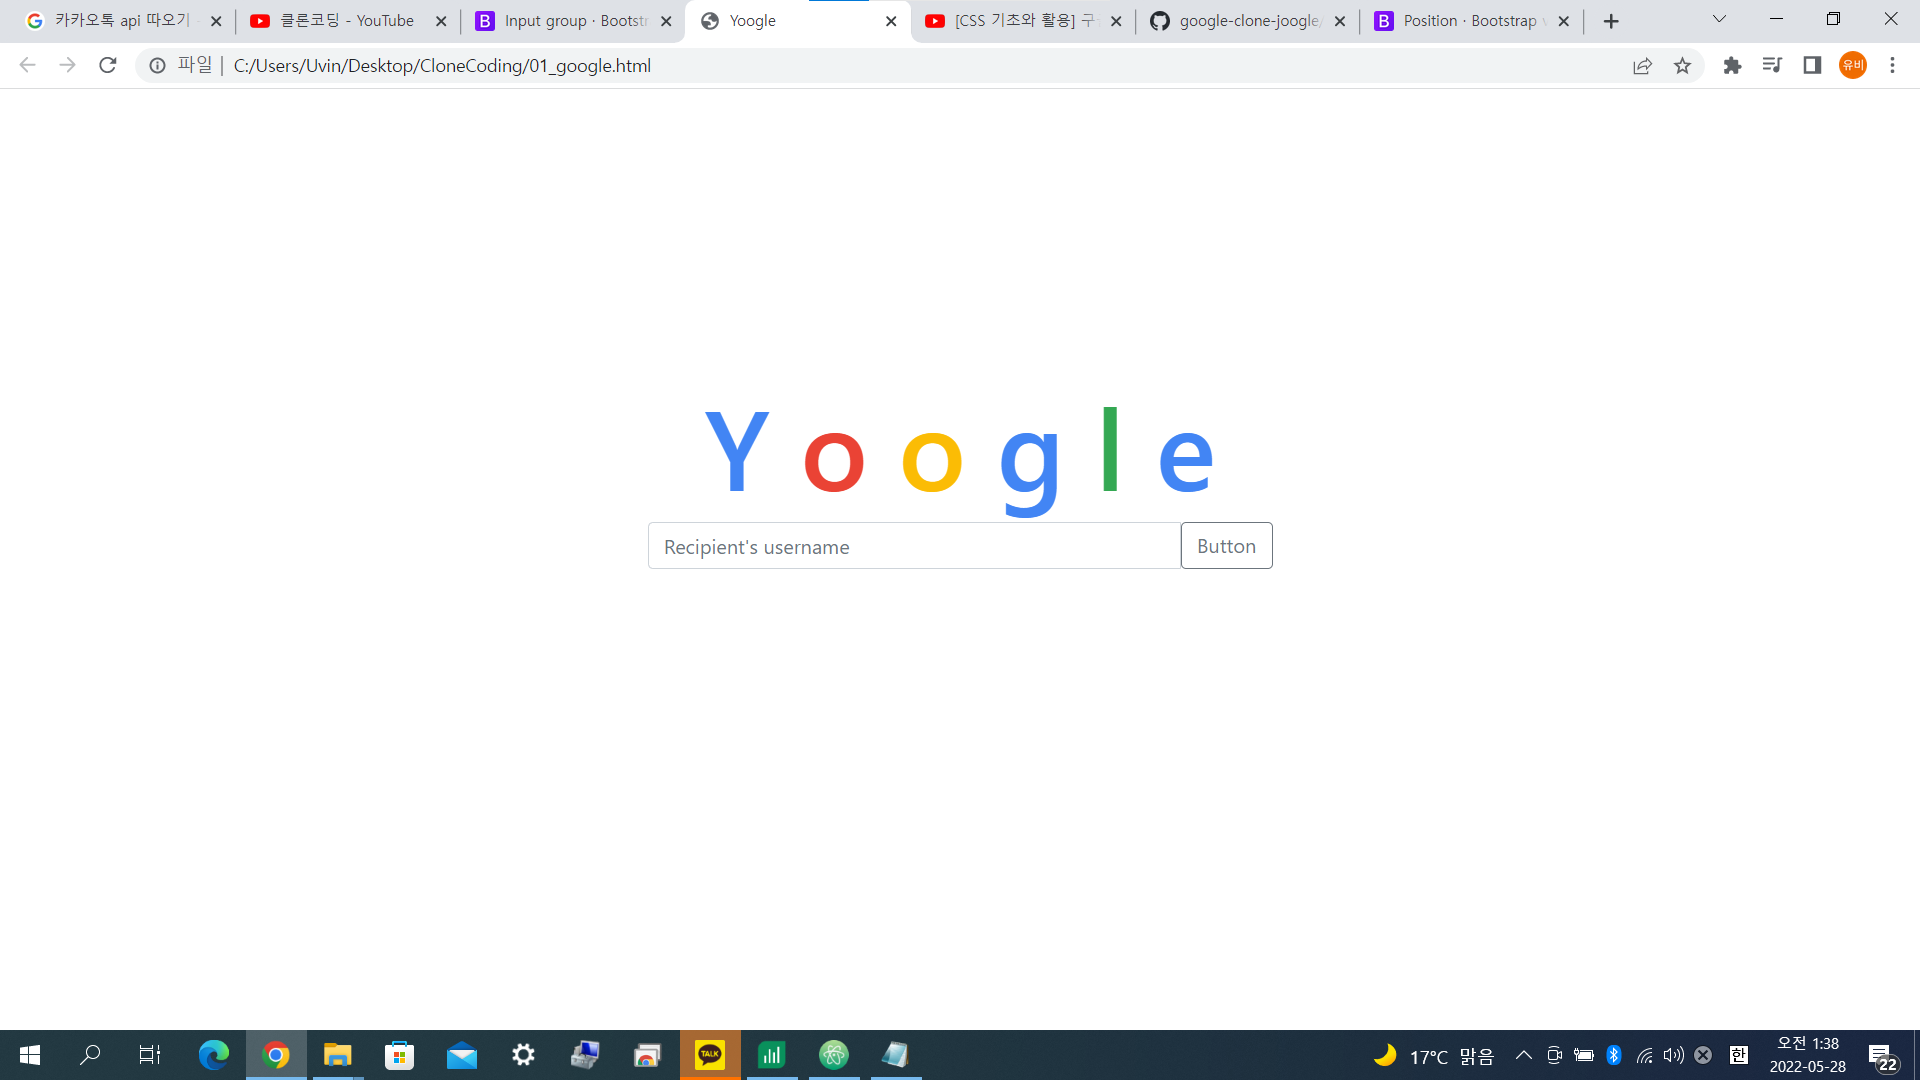 카카오톡 api 따오기
클론코딩 - YouTube
Input group · Bootstr
Yoogle
[CSS 기초와 활용] 구
google-clone-joogle/
Position · Bootstrap v
파일
C:/Users/Uvin/Desktop/CloneCoding/01_google.html
유비
Y o o g l e
Recipient's username
Button
TALK
17°C 맑음
한
오전 1:38
2022-05-28
22